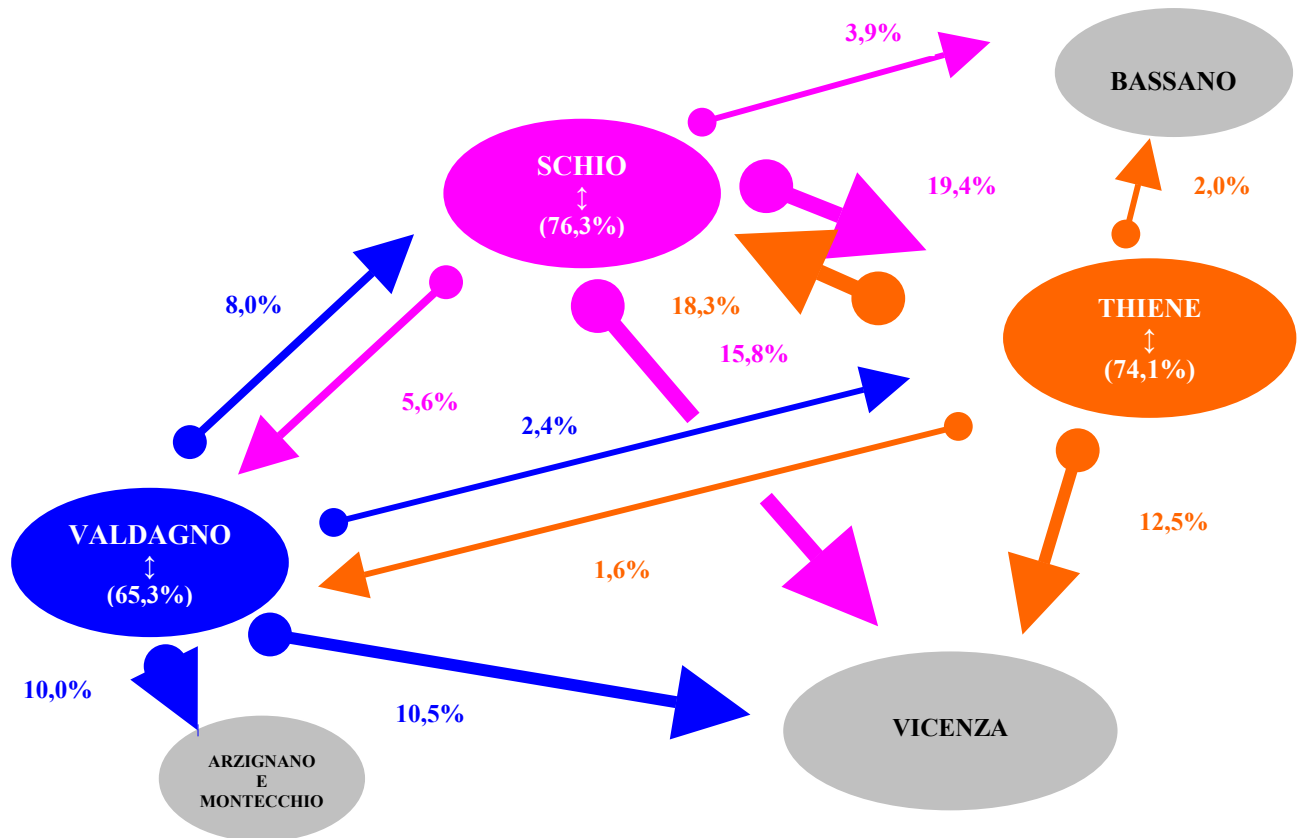 3,9%
BASSANO
SCHIO
↕
(76,3%)
19,4%
2,0%
8,0%
18,3%
THIENE
↕
(74,1%)
15,8%
5,6%
2,4%
VALDAGNO
↕
(65,3%)
12,5%
1,6%
10,0%
10,5%
VICENZA
ARZIGNANO
E
MONTECCHIO